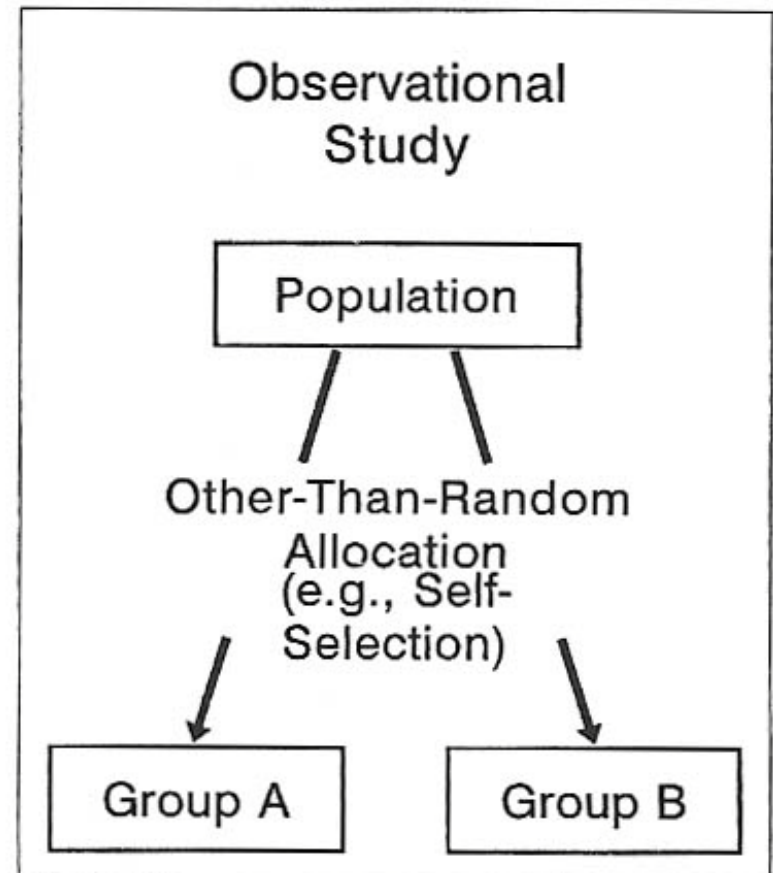 Observational
Study
Population
Other-Than-Random
Allocation
(e.g., Self-
Selection)
Group A
Group B